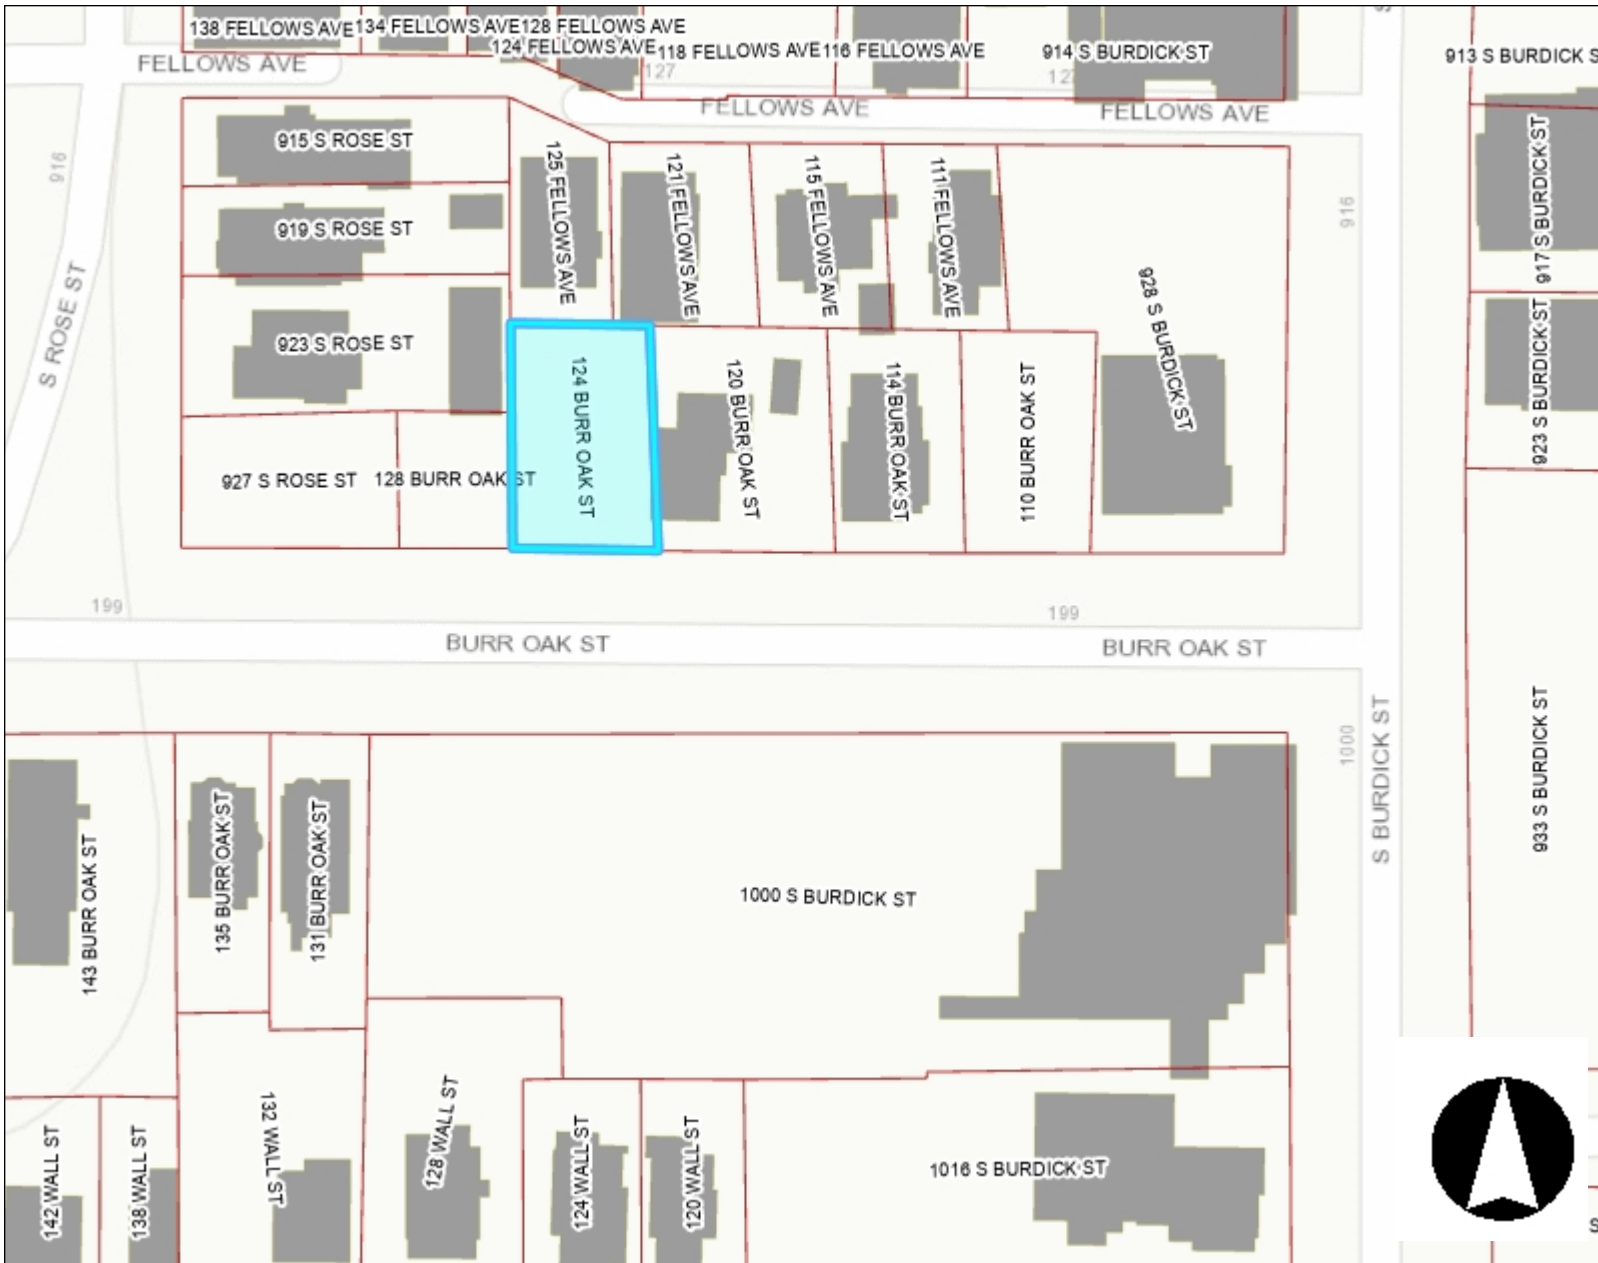 138 FELLOWS AVE
134 FELLOWS AVE
128 FELLOWS AVE
124 FELLOWS AVE
118 FELLOWS AVE
116 FELLOWS AVE
914 S BURDICK ST
913 S BURDICK S
FELLOWS AVE
127
127
FELLOWS AVE
FELLOWS AVE
916
915 S ROSE ST
125 FELLOWS AVE
121 FELLOWS AVE
115 FELLOWS AVE
111 FELLOWS AVE
916
917 S BURDICK ST
919 S ROSE ST
928 S BURDICK ST
S ROSE ST
923 S ROSE ST
923 S BURDICK ST
124 BURR OAK ST
120 BURR OAK ST
114 BURR OAK ST
110 BURR OAK ST
927 S ROSE ST
128 BURR OAK ST
199
199
BURR OAK ST
BURR OAK ST
1000
S BURDICK ST
933 S BURDICK ST
143 BURR OAK ST
135 BURR OAK ST
131 BURR OAK ST
1000 S BURDICK ST
142 WALL ST
138 WALL ST
132 WALL ST
128 WALL ST
124 WALL ST
120 WALL ST
1016 S BURDICK ST